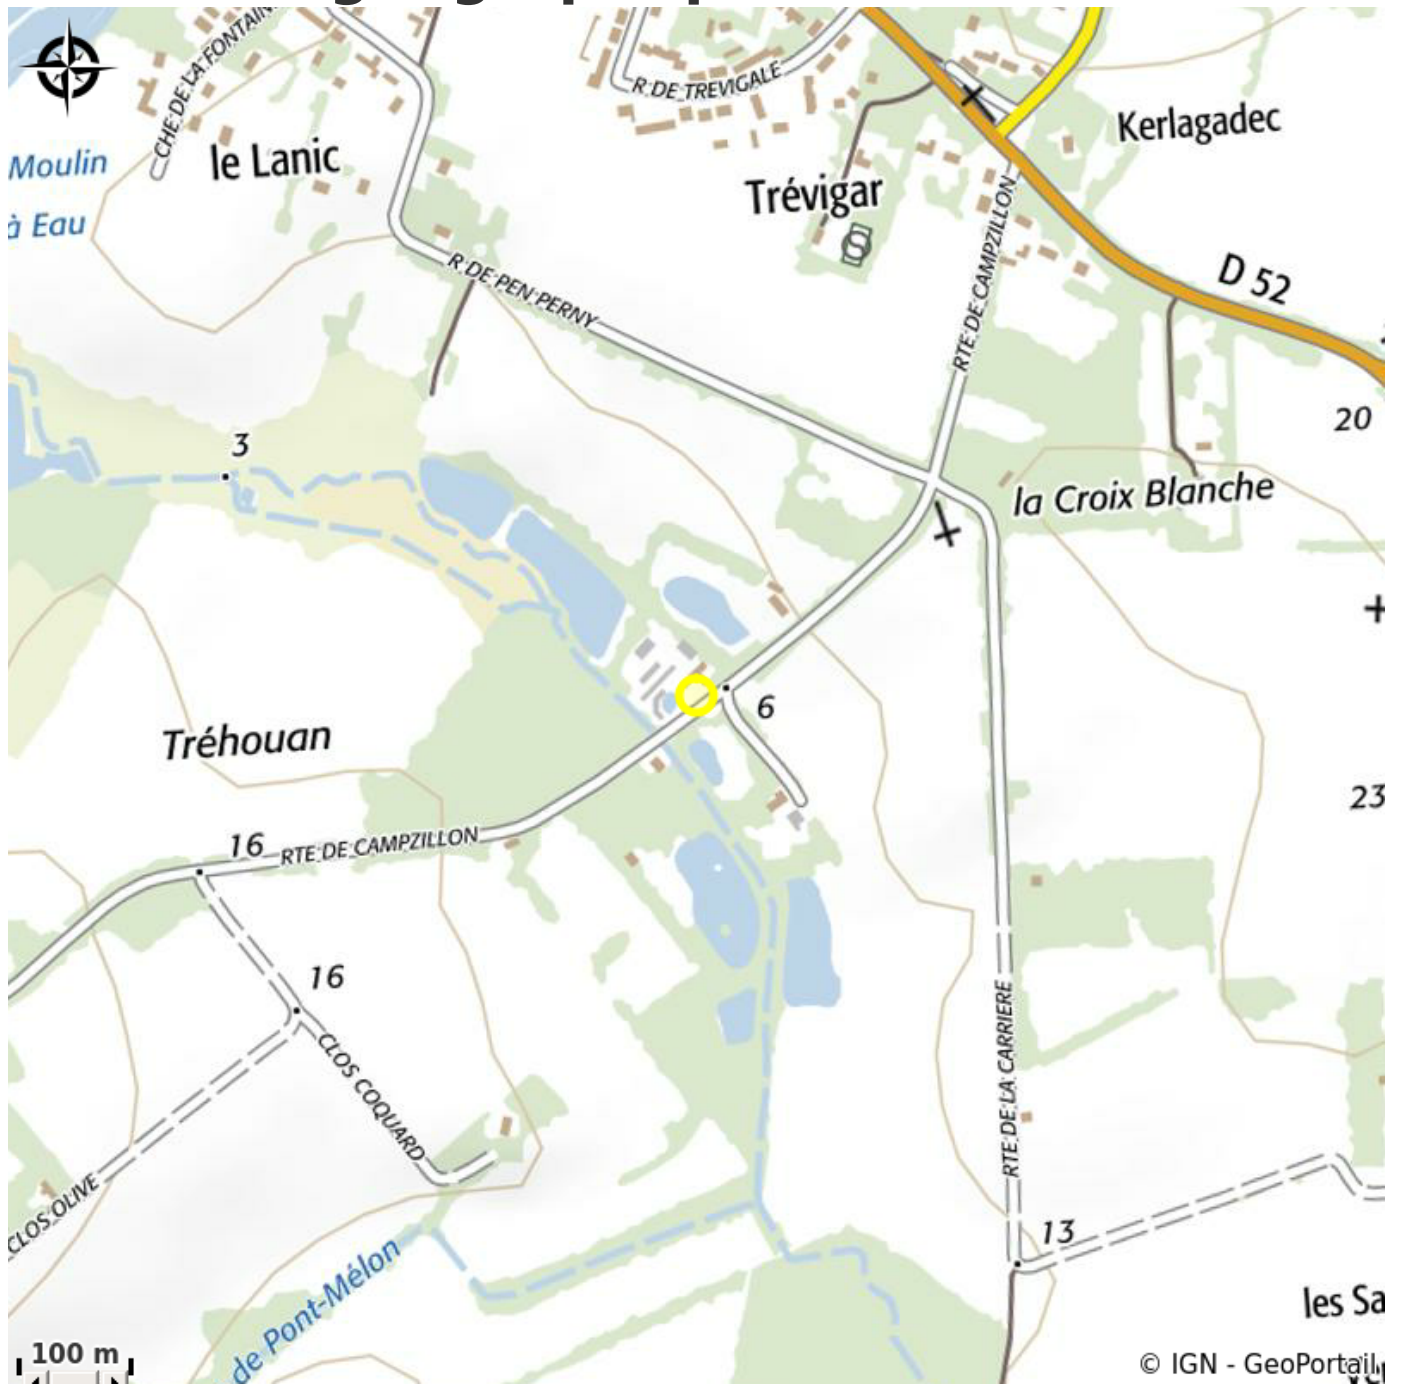 CHE DE LA FONTAIN
R DE TREVIGALE
Kerlagadec
Moulin
à Eau
le Lanic
Trévigar
R DE PEN PERNY
RTE DE CAMPZILLON
D 52
20
3
la Croix Blanche
6
Tréhouan
23
16
RTE DE CAMPZILLON
16
CLOS COQUARD
RTE DE LA CARRIERE
CLOS OLIVE
13
de Pont-Mélon
les Sa
100 m
© IGN - GeoPortail